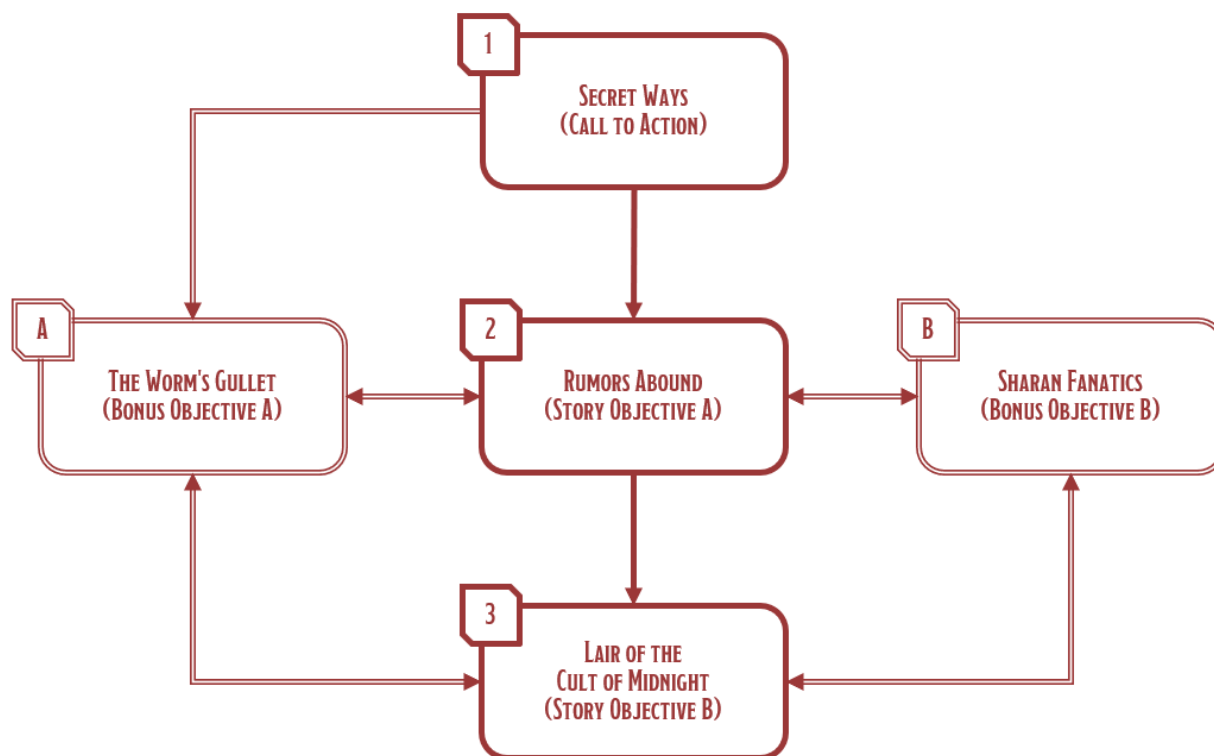 1
Secret Ways
(Call to Action)
A
The Worm's Gullet
(Bonus Objective A)
2
Rumors Abound
(Story Objective A)
B
Sharan Fanatics
(Bonus Objective B)
3
Lair of the
Cult of Midnight
(Story Objective B)